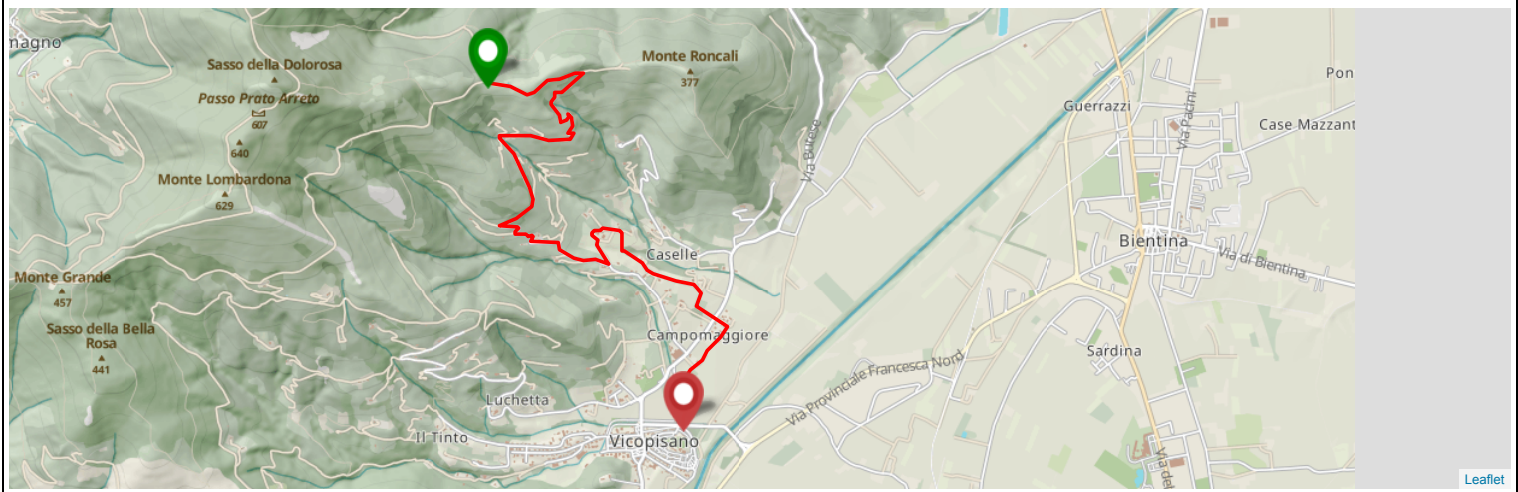 magno
Sasso della Dolorosa
Monte Roncali
377
Passo Prato Arreto
607
640
Monte Lombardona
629
Monte Grande
457
Sasso della Bella
Rosa
441
Caselle
Campomaggiore
Luchetta
Il Tinto
Vicopisano
Via Provinciale Francesca Nord
Guerrazzi
Via Pacini
Pon
Case Mazzant
Bientina
Via di Bientina
Sardina
Via del
Leaflet